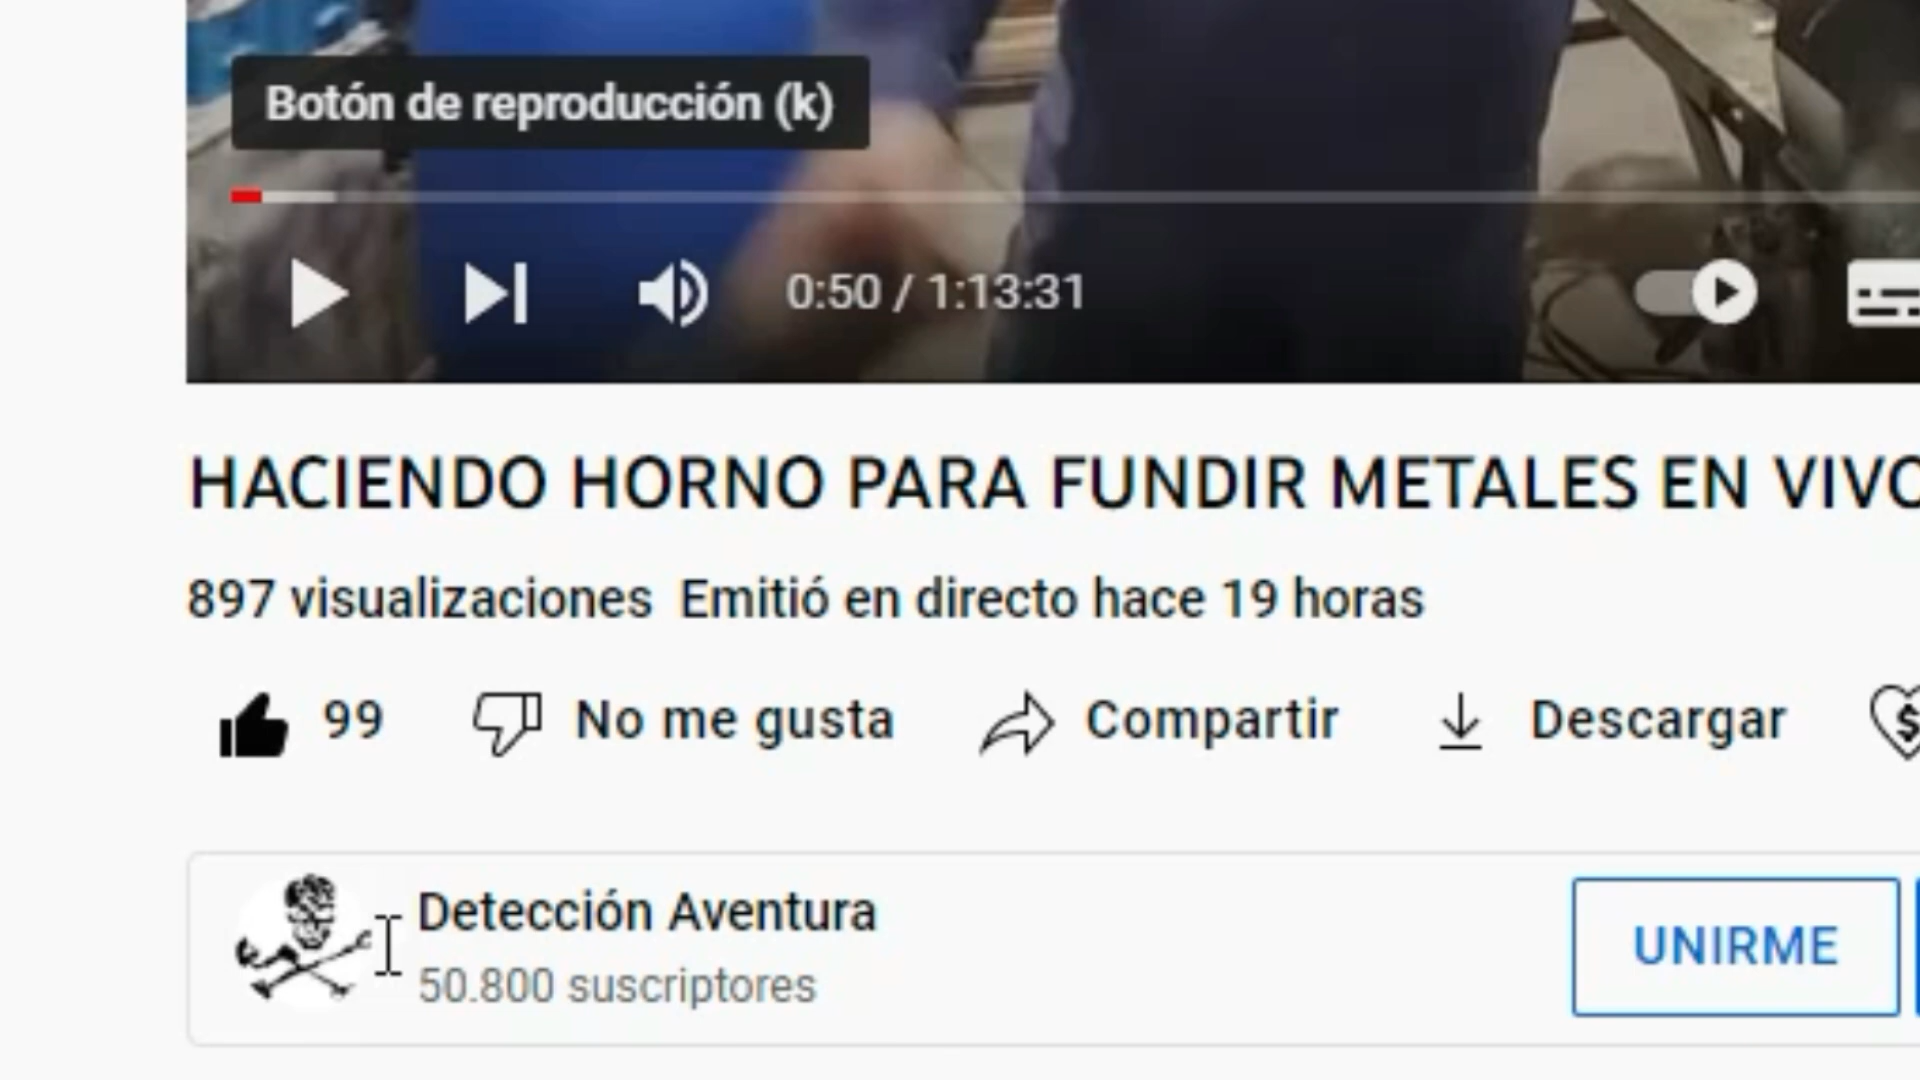 Botón de reproducción (k)
0:50 / 1:13:31
HACIENDO HORNO PARA FUNDIR METALES EN VIVO
897 visualizaciones Emitió en directo hace 19 horas
99 No me gusta Compartir Descargar
Detección Aventura
50.800 suscriptores
UNIRME